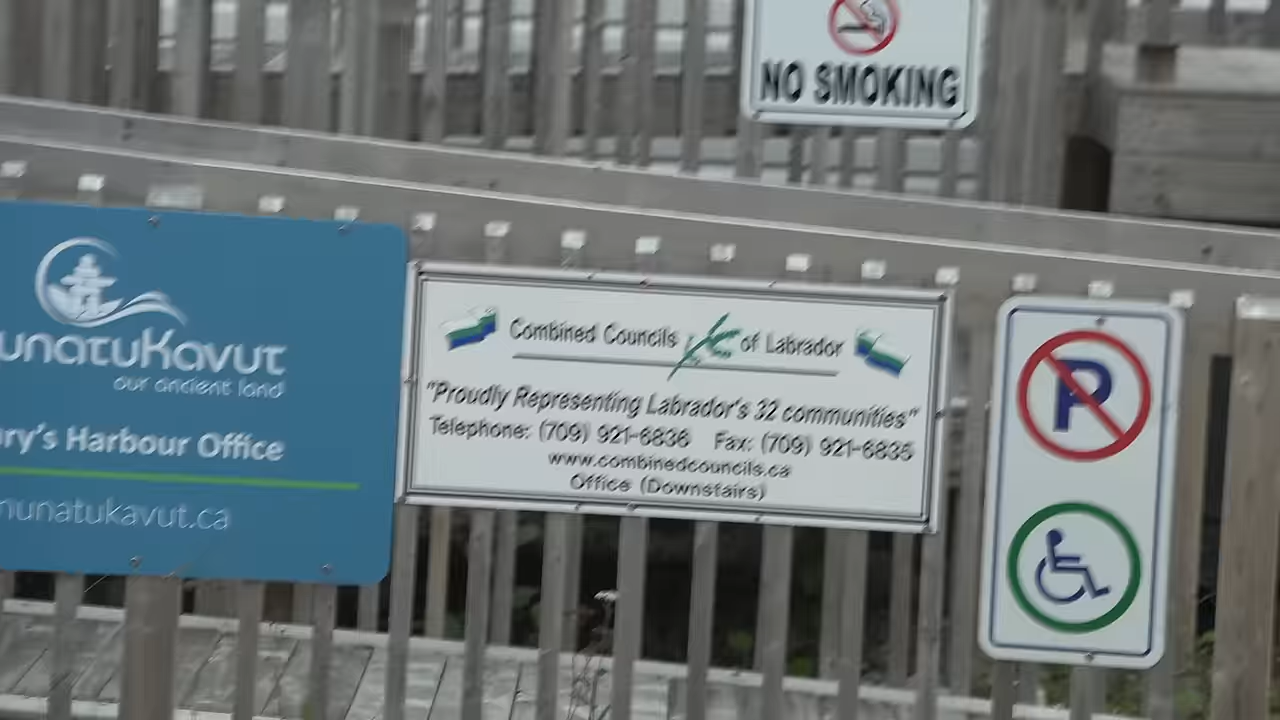 NO SMOKING
unatuKavut
our ancient land
ry's Harbour Office
nunatukavut.ca
Combined Councils of Labrador
"Proudly Representing Labrador's 32 communities"
Telephone: (709) 921-6836 Fax: (709) 921-6835
www.combinedcouncils.ca
Office (Downstairs)
P